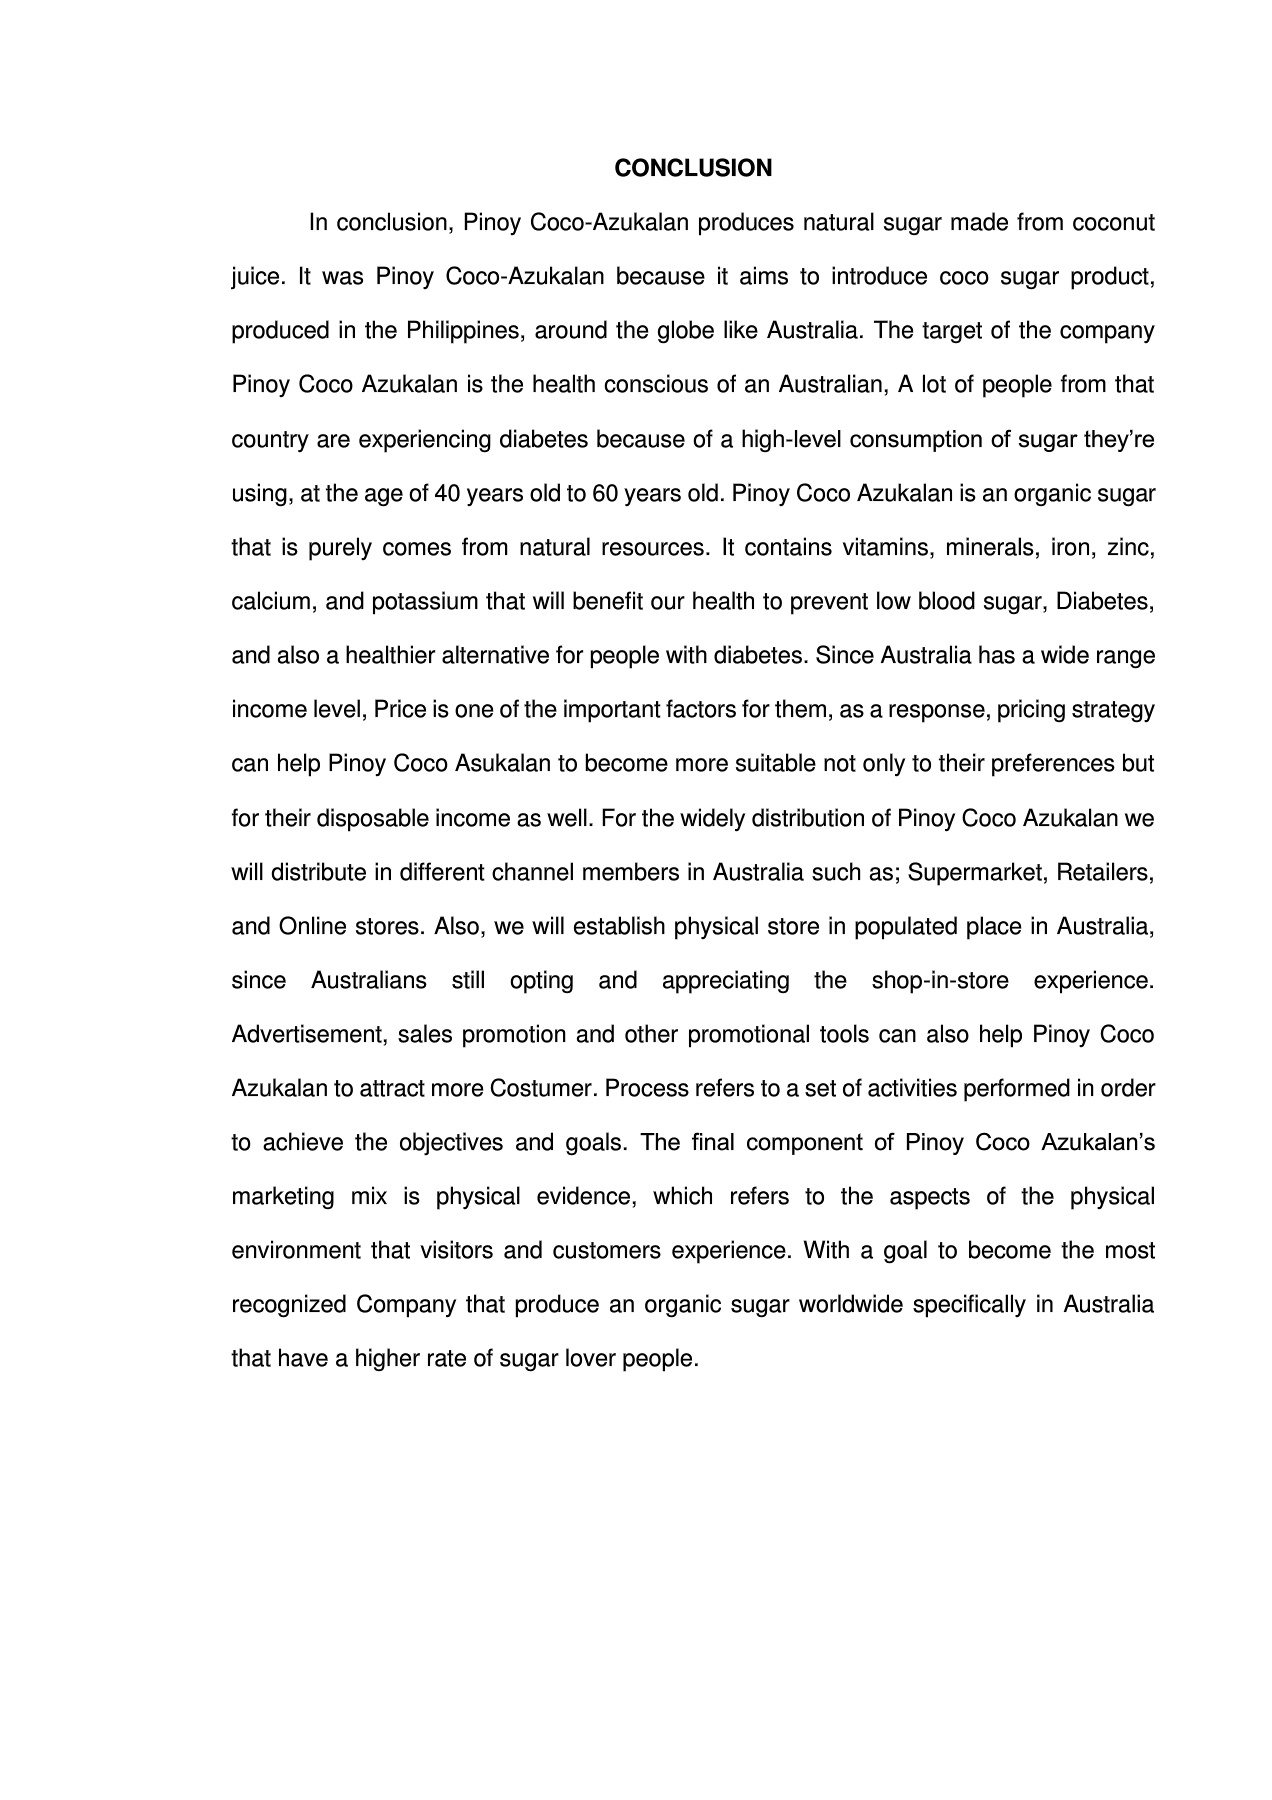 CONCLUSION
In conclusion, Pinoy Coco-Azukalan produces natural sugar made from coconut
juice. It was Pinoy Coco-Azukalan because it aims to introduce coco sugar product,
produced in the Philippines, around the globe like Australia. The target of the company
Pinoy Coco Azukalan is the health conscious of an Australian, A lot of people from that
country are experiencing diabetes because of a high-level consumption of sugar they’re
using, at the age of 40 years old to 60 years old. Pinoy Coco Azukalan is an organic sugar
that is purely comes from natural resources. It contains vitamins, minerals, iron, zinc,
calcium, and potassium that will benefit our health to prevent low blood sugar, Diabetes,
and also a healthier alternative for people with diabetes. Since Australia has a wide range
income level, Price is one of the important factors for them, as a response, pricing strategy
can help Pinoy Coco Asukalan to become more suitable not only to their preferences but
for their disposable income as well. For the widely distribution of Pinoy Coco Azukalan we
will distribute in different channel members in Australia such as; Supermarket, Retailers,
and Online stores. Also, we will establish physical store in populated place in Australia,
since Australians still opting and appreciating the shop-in-store experience.
Advertisement, sales promotion and other promotional tools can also help Pinoy Coco
Azukalan to attract more Costumer. Process refers to a set of activities performed in order
to achieve the objectives and goals. The final component of Pinoy Coco Azukalan’s
marketing mix is physical evidence, which refers to the aspects of the physical
environment that visitors and customers experience. With a goal to become the most
recognized Company that produce an organic sugar worldwide specifically in Australia
that have a higher rate of sugar lover people.